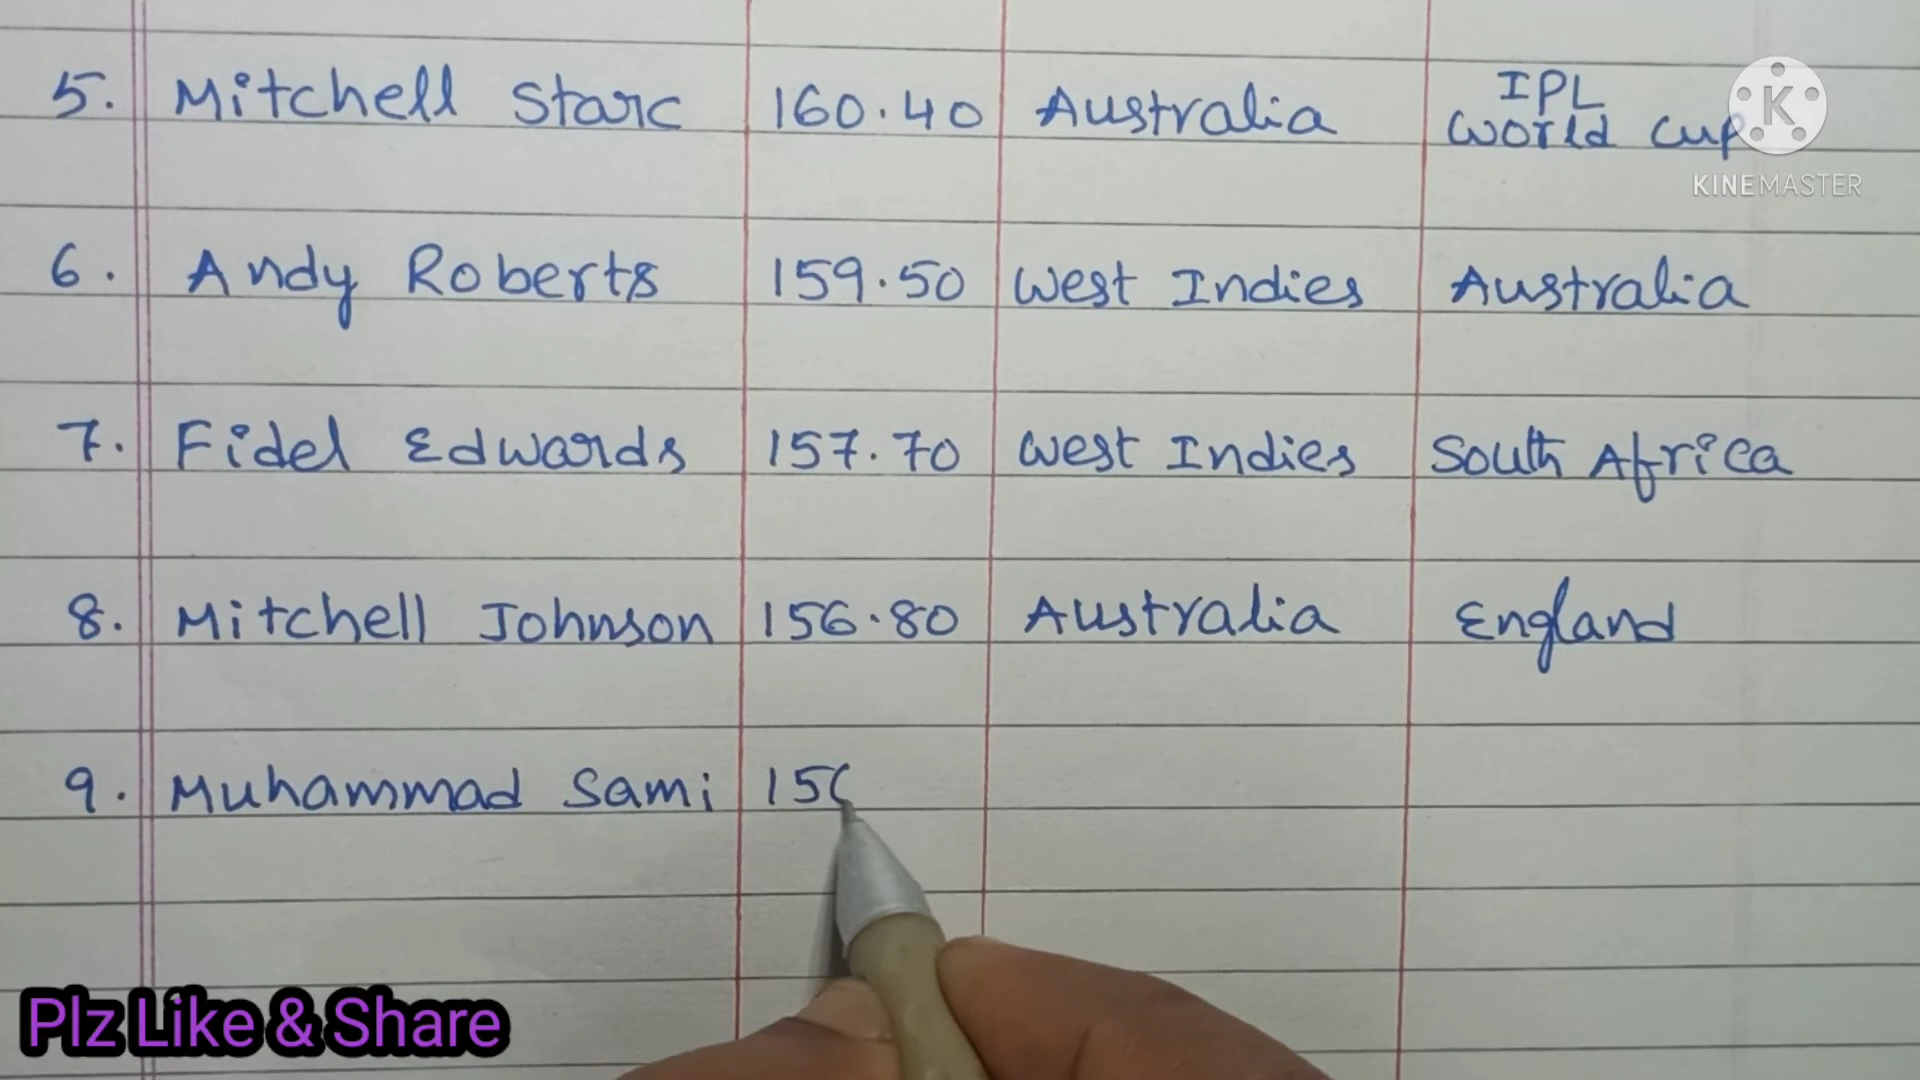 5. Mitchell Starc 160.40 Australia IPL World Cup
K
KINEMASTER
6. Andy Roberts 159.50 West Indies Australia
7. Fidel Edwards 157.70 West Indies South Africa
8. Mitchell Johnson 156.80 Australia England
9. Muhammad Sami 15
Plz Like & Share